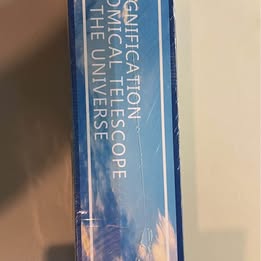 GNIFICATION
OMICAL TELESCOPE
THE UNIVERSE